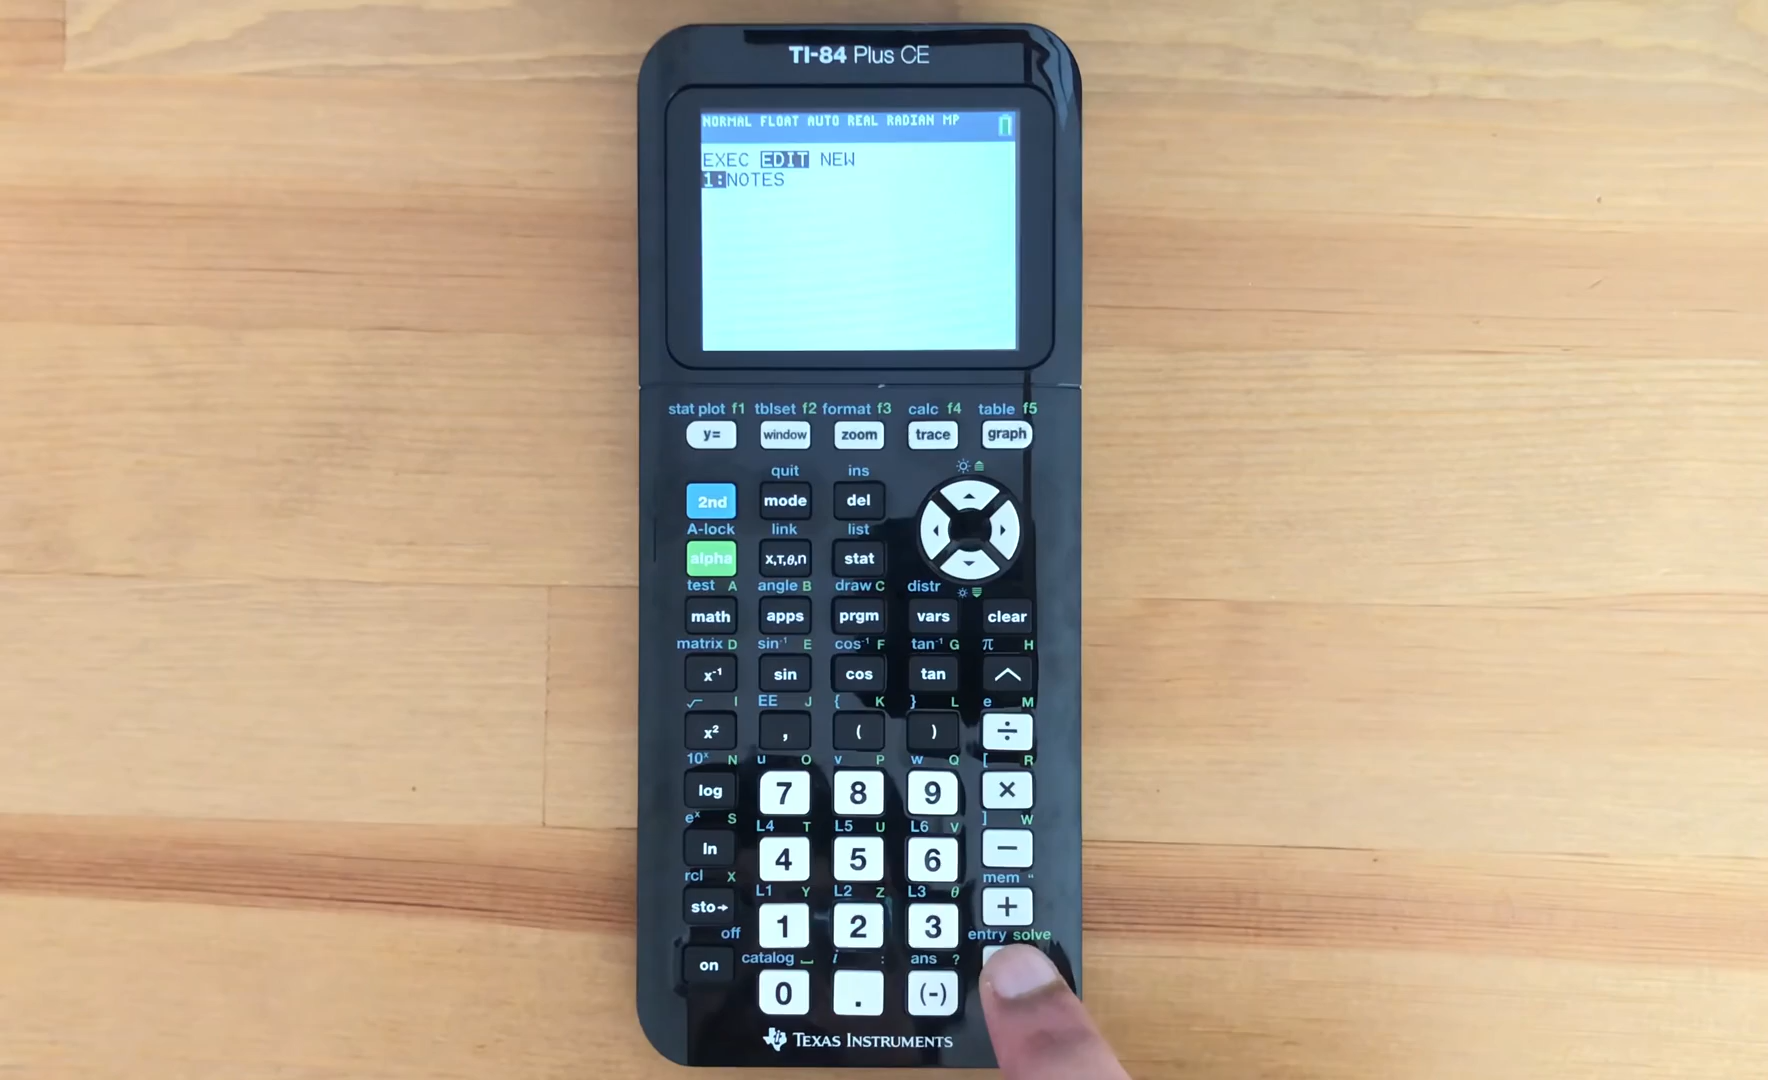 TI-84 Plus CE
NORMAL FLOAT AUTO REAL RADIAN MP
EXEC EDIT NEW
1:NOTES
stat plot f1 tblset f2 format f3 calc f4 table f5
y= window zoom trace graph
quit ins
2nd mode del
A-lock link list
alpha X,T,θ,n stat
test A angle B draw C distr
math apps prgm vars clear
matrix D sin⁻¹ E cos⁻¹ F tan⁻¹ G π H
x⁻¹ sin cos tan ^
√ I EE J { K } L e M
x² , ( ) ÷
10ˣ N u O v P w Q [ R
log 7 8 9 ×
eˣ S L4 T L5 U L6 V ] W
ln 4 5 6 −
rcl X L1 Y L2 Z L3 θ mem "
sto→ 1 2 3 +
off catalog ⎵ i : ans ? entry solve
on 0 . (-)
TEXAS INSTRUMENTS